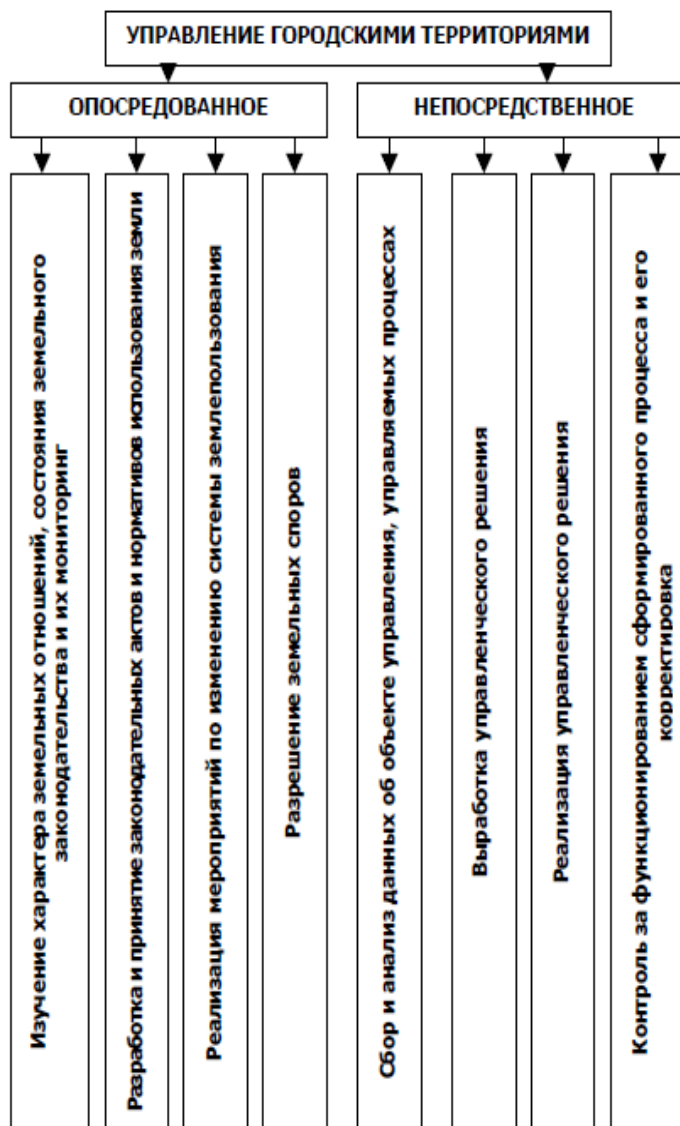 УПРАВЛЕНИЕ ГОРОДСКИМИ ТЕРРИТОРИЯМИ
ОПОСРЕДОВАННОЕ
НЕПОСРЕДСТВЕННОЕ
Изучение характера земельных отношений, состояния земельного
законодательства и их мониторинг
Разработка и принятие законодательных актов и нормативов использования земли
Реализация мероприятий по изменению системы землепользования
Разрешение земельных споров
Сбор и анализ данных об объекте управления, управляемых процессах
Выработка управленческого решения
Реализация управленческого решения
Контроль за функционированием сформированного процесса и его
корректировка